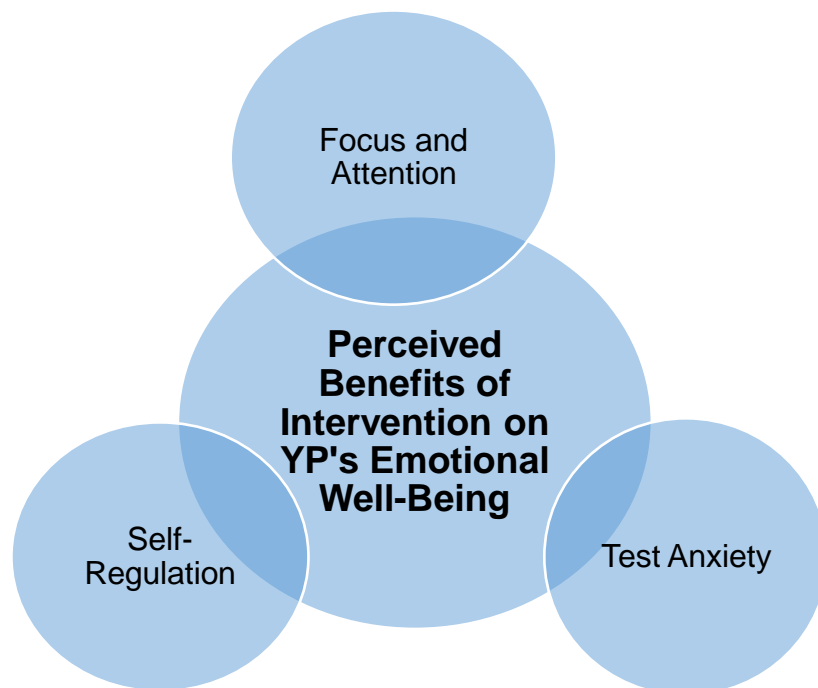 Focus and
Attention
Perceived
Benefits of
Intervention on
YP's Emotional
Well-Being
Self-
Regulation
Test Anxiety